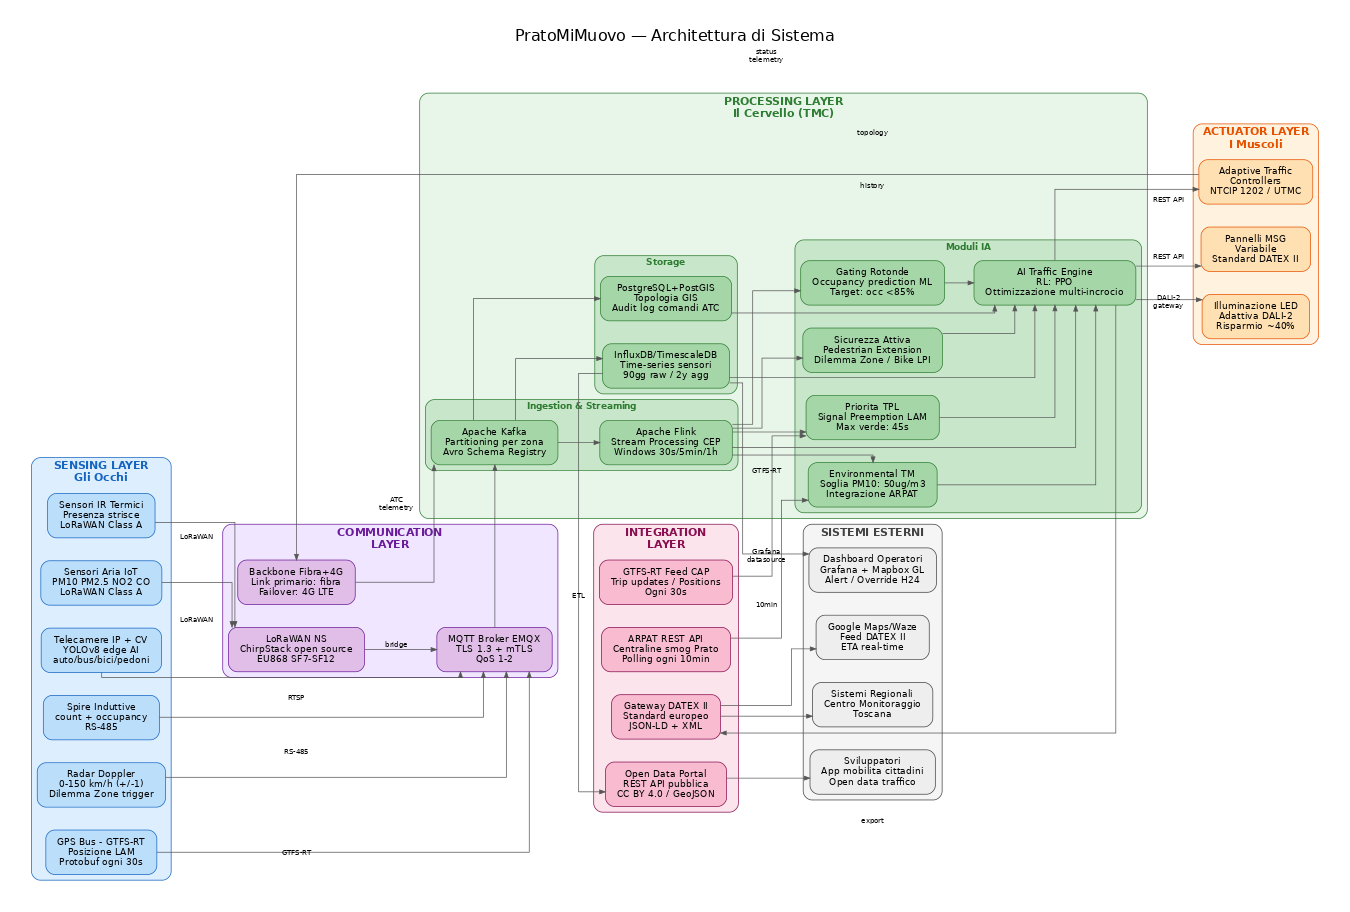 PratoMiMuovo — Architettura di Sistema
status
telemetry
PROCESSING LAYER
Il Cervello (TMC)
topology
history
Storage
PostgreSQL+PostGIS
Topologia GIS
Audit log comandi ATC
InfluxDB/TimescaleDB
Time-series sensori
90gg raw / 2y agg
Ingestion & Streaming
Apache Kafka
Partitioning per zona
Avro Schema Registry
Apache Flink
Stream Processing CEP
Windows 30s/5min/1h
Moduli IA
Gating Rotonde
Occupancy prediction ML
Target: occ <85%
AI Traffic Engine
RL: PPO
Ottimizzazione multi-incrocio
Sicurezza Attiva
Pedestrian Extension
Dilemma Zone / Bike LPI
Priorita TPL
Signal Preemption LAM
Max verde: 45s
Environmental TM
Soglia PM10: 50ug/m3
Integrazione ARPAT
GTFS-RT
REST API
REST API
DALI-2
gateway
ACTUATOR LAYER
I Muscoli
Adaptive Traffic
Controllers
NTCIP 1202 / UTMC
Pannelli MSG
Variabile
Standard DATEX II
Illuminazione LED
Adattiva DALI-2
Risparmio ~40%
SENSING LAYER
Gli Occhi
Sensori IR Termici
Presenza strisce
LoRaWAN Class A
Sensori Aria IoT
PM10 PM2.5 NO2 CO
LoRaWAN Class A
Telecamere IP + CV
YOLOv8 edge AI
auto/bus/bici/pedoni
Spire Induttive
count + occupancy
RS-485
Radar Doppler
0-150 km/h (+/-1)
Dilemma Zone trigger
GPS Bus - GTFS-RT
Posizione LAM
Protobuf ogni 30s
LoRaWAN
LoRaWAN
RTSP
RS-485
GTFS-RT
ATC
telemetry
COMMUNICATION
LAYER
Backbone Fibra+4G
Link primario: fibra
Failover: 4G LTE
LoRaWAN NS
ChirpStack open source
EU868 SF7-SF12
bridge
MQTT Broker EMQX
TLS 1.3 + mTLS
QoS 1-2
ETL
INTEGRATION
LAYER
GTFS-RT Feed CAP
Trip updates / Positions
Ogni 30s
ARPAT REST API
Centraline smog Prato
Polling ogni 10min
Gateway DATEX II
Standard europeo
JSON-LD + XML
Open Data Portal
REST API pubblica
CC BY 4.0 / GeoJSON
Grafana
datasource
10min
SISTEMI ESTERNI
Dashboard Operatori
Grafana + Mapbox GL
Alert / Override H24
Google Maps/Waze
Feed DATEX II
ETA real-time
Sistemi Regionali
Centro Monitoraggio
Toscana
Sviluppatori
App mobilita cittadini
Open data traffico
export